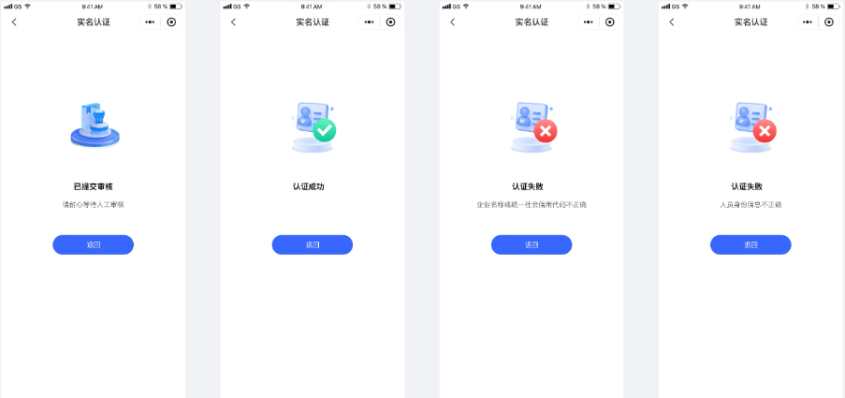 GS 9:41 AM 58 %
实名认证
已提交审核
请耐心等待人工审核
返回
GS 9:41 AM 58 %
实名认证
认证成功
返回
GS 9:41 AM 58 %
实名认证
认证失败
企业名称或统一社会信用代码不正确
返回
GS 9:41 AM 58 %
实名认证
认证失败
人员身份信息不正确
返回